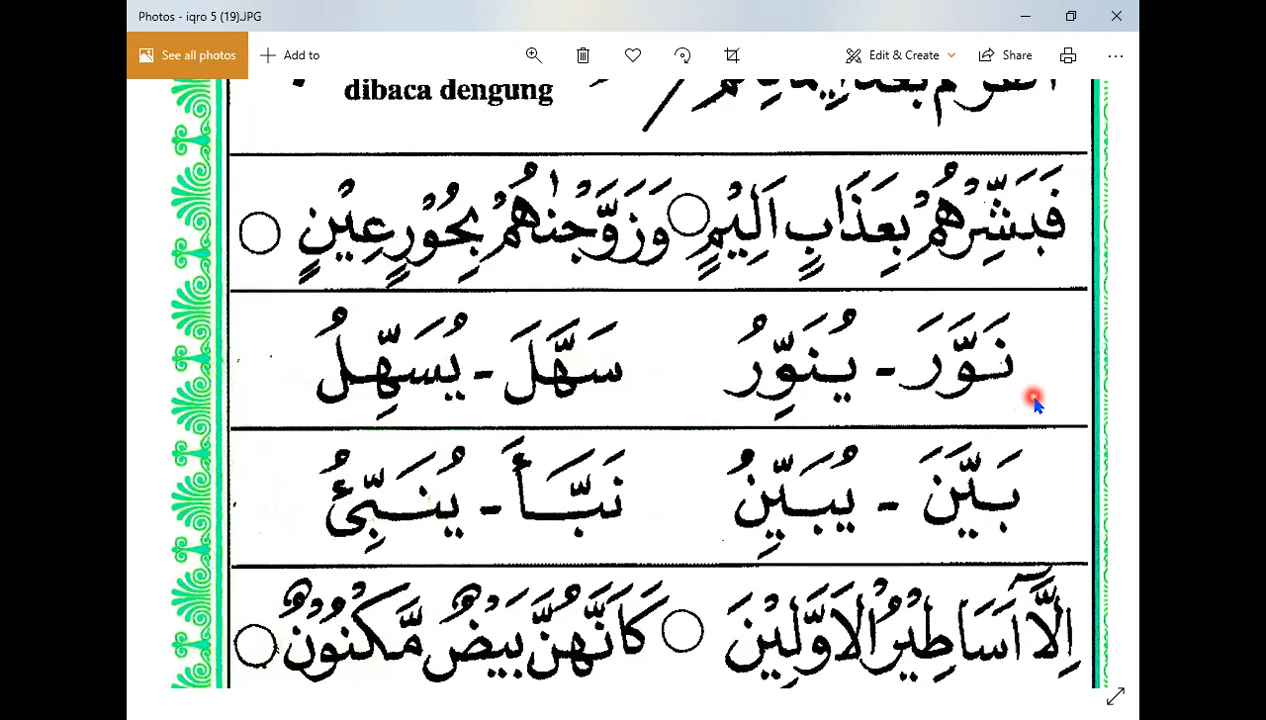 Photos - iqro 5 (19).JPG
See all photos
Add to
Edit & Create
Share
dibaca dengung
فَبَشِّرْهُمْ بِعَذَابٍ اَلِيْمٍ ○ وَزَوَّجْنٰهُمْ بِحُوْرٍ عِيْنٍ ○
نَوَّرَ - يُنَوِّرُ سَهَّلَ - يُسَهِّلُ
بَيَّنَ - يُبَيِّنُ نَبَّأَ - يُنَبِّئُ
اِلَّآ اَسَاطِيْرُ الْاَوَّلِيْنَ ○ كَاَنَّهُنَّ بَيْضٌ مَّكْنُوْنٌ ○